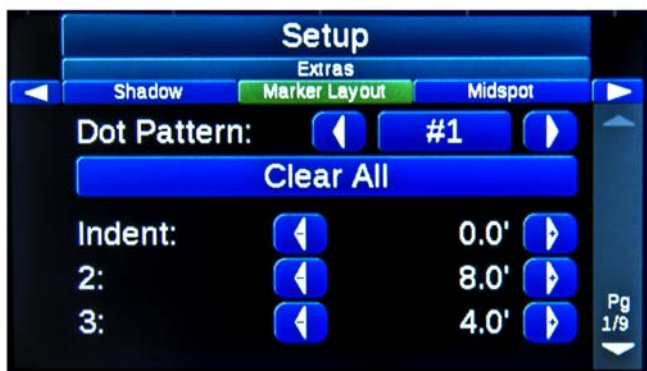 Setup
Extras
Shadow Marker Layout Midspot
Dot Pattern: #1
Clear All
Indent: - 0.0' +
2: - 8.0' +
3: - 4.0' +
Pg
1/9